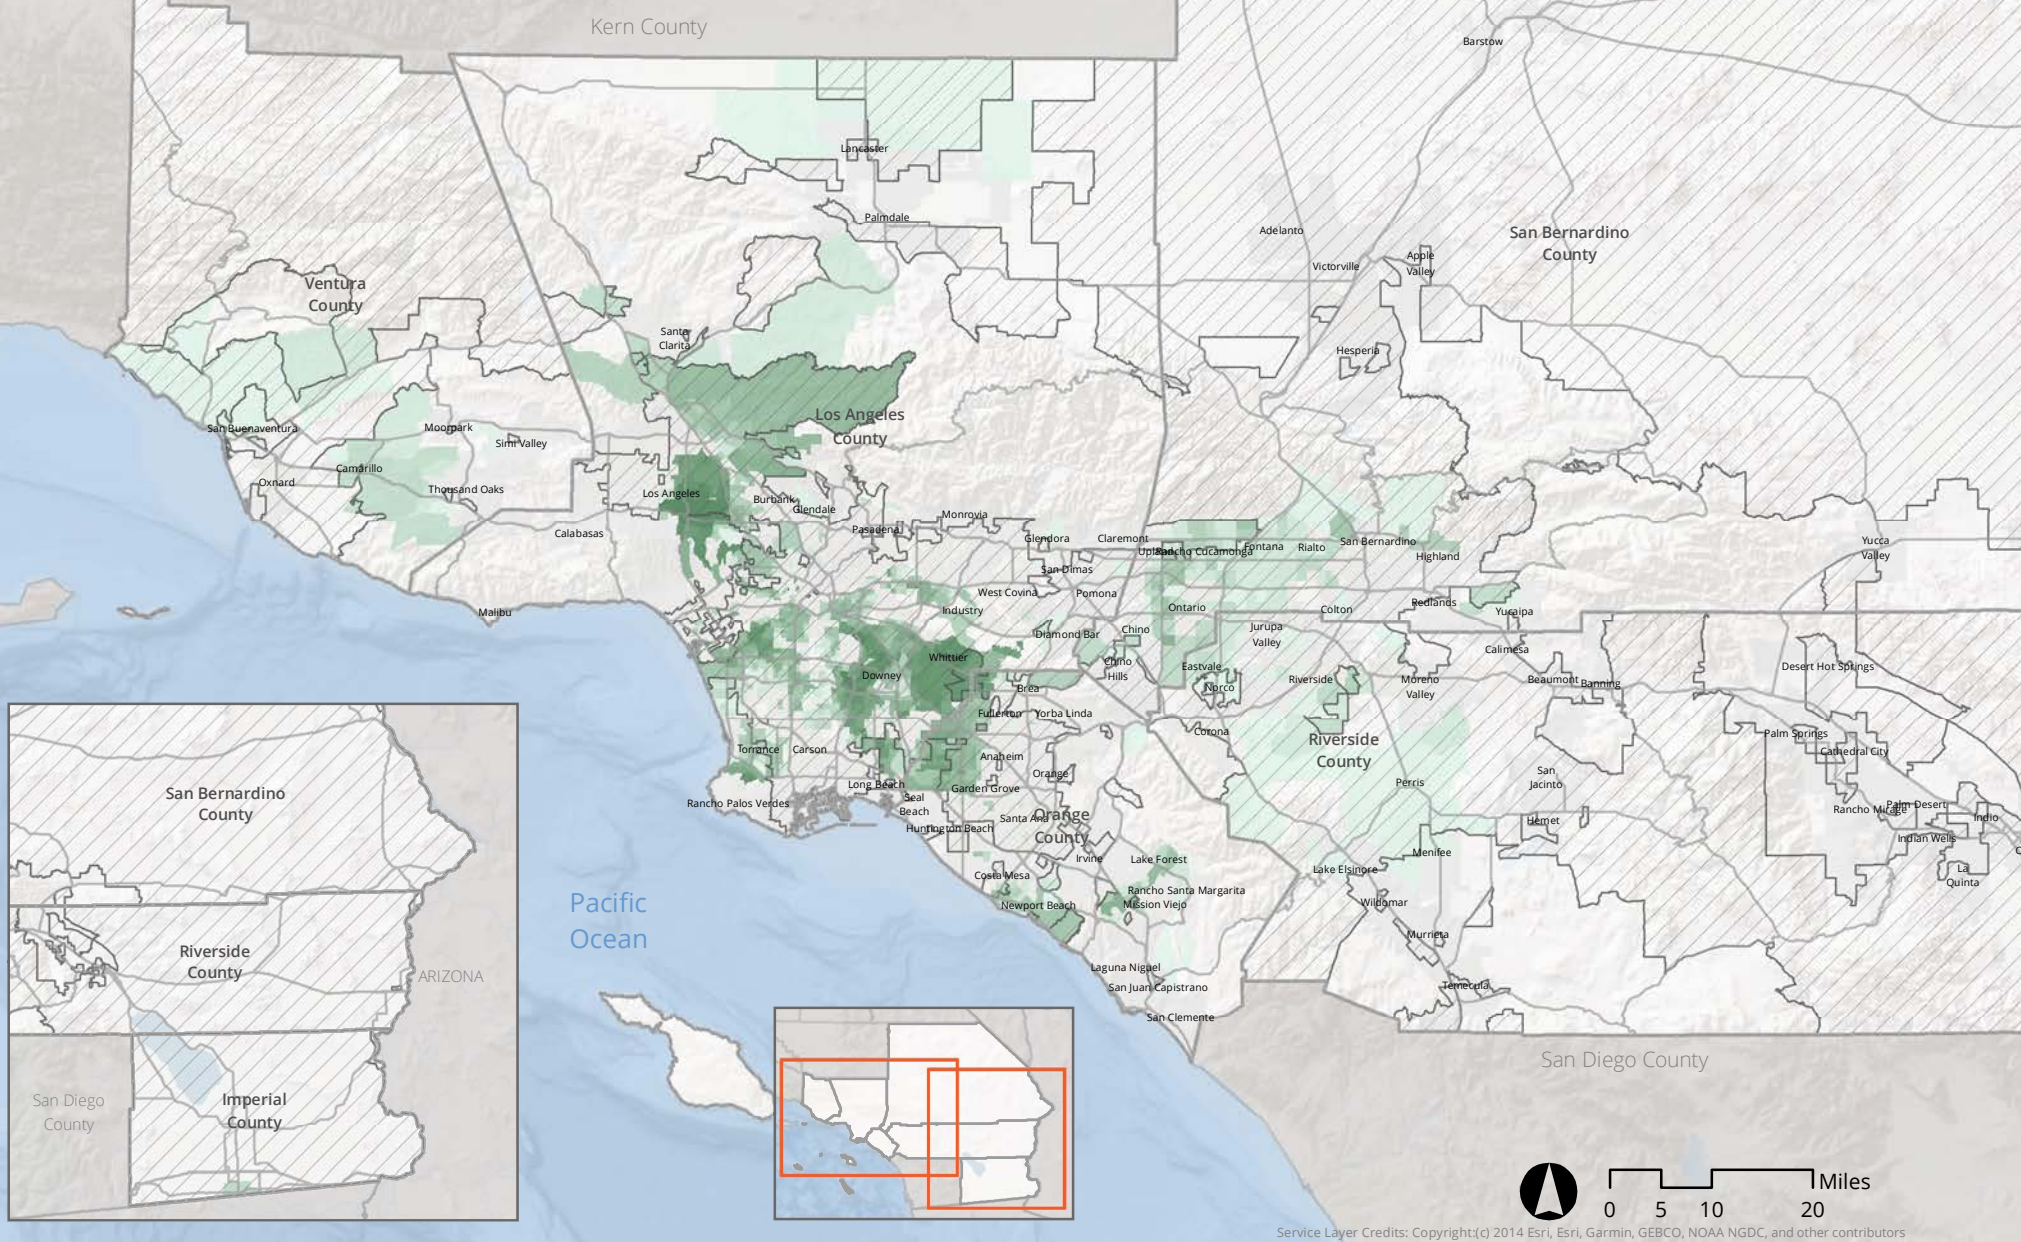 Kern County
Barstow
Lancaster
Palmdale
Adelanto
San Bernardino
County
Victorville
Apple
Valley
Ventura
County
Santa
Clarita
Hesperia
Los Angeles
County
San Buenaventura
Moorpark
Simi Valley
Camarillo
Oxnard
Thousand Oaks
Los Angeles
Burbank
Glendale
Calabasas
Pasadena
Monrovia
Glendora
Claremont
Upland
Rancho Cucamonga
Fontana
Rialto
San Bernardino
Highland
Yucca
Valley
San Dimas
Malibu
West Covina
Pomona
Industry
Ontario
Colton
Redlands
Yucaipa
Diamond Bar
Chino
Jurupa
Valley
Calimesa
Whittier
Downey
Chino
Hills
Eastvale
Norco
Riverside
Moreno
Valley
Beaumont
Banning
Desert Hot Springs
Brea
Fullerton
Yorba Linda
Corona
Riverside
County
Palm Springs
Cathedral City
Torrance
Carson
Anaheim
Orange
Perris
San
Jacinto
Long Beach
Garden Grove
Seal
Beach
Rancho Palos Verdes
Santa Ana
Orange
County
Huntington Beach
Hemet
Rancho Mirage
Palm Desert
Indio
Indian Wells
C
La
Quinta
Irvine
Lake Forest
Menifee
Lake Elsinore
Costa Mesa
Rancho Santa Margarita
Mission Viejo
Newport Beach
Wildomar
Murrieta
Laguna Niguel
San Juan Capistrano
Temecula
San Clemente
Pacific
Ocean
San Diego County
San Bernardino
County
Riverside
County
ARIZONA
San Diego
County
Imperial
County
Miles
0 5 10 20
Service Layer Credits: Copyright:(c) 2014 Esri, Esri, Garmin, GEBCO, NOAA NGDC, and other contributors